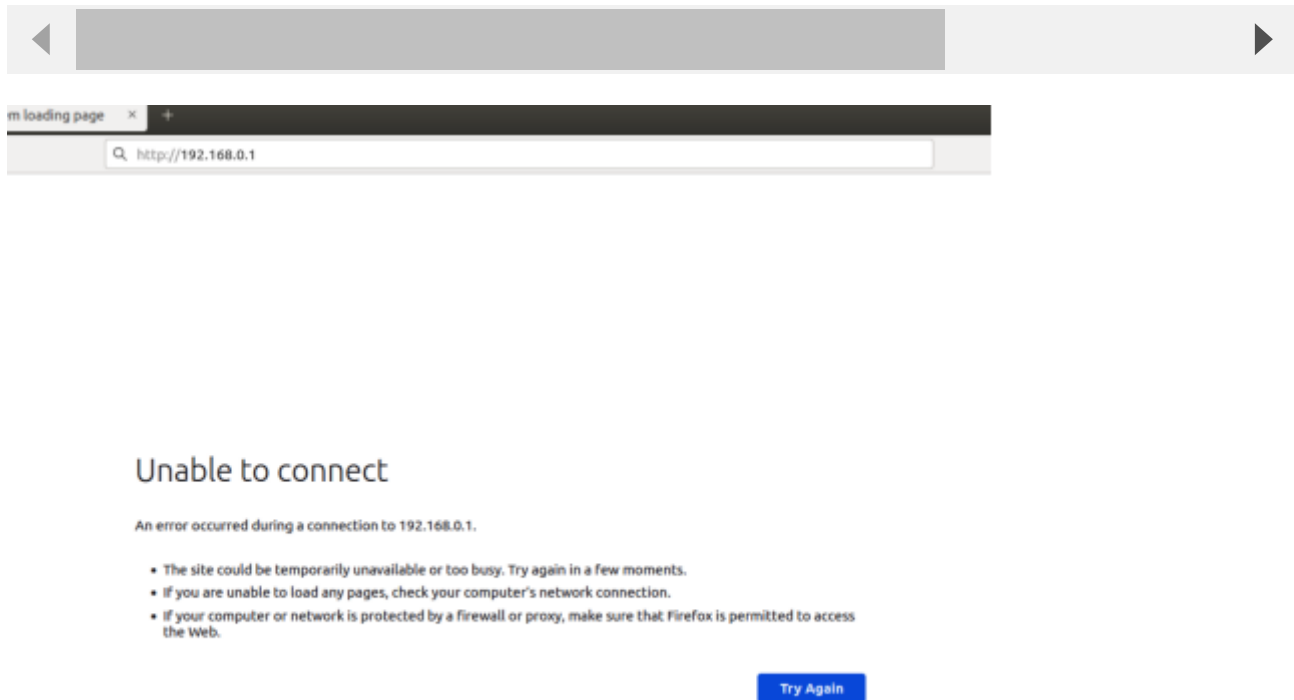 em loading page × +
http://192.168.0.1
Unable to connect
An error occurred during a connection to 192.168.0.1.
• The site could be temporarily unavailable or too busy. Try again in a few moments.
• If you are unable to load any pages, check your computer's network connection.
• If your computer or network is protected by a firewall or proxy, make sure that Firefox is permitted to access
the Web.
Try Again